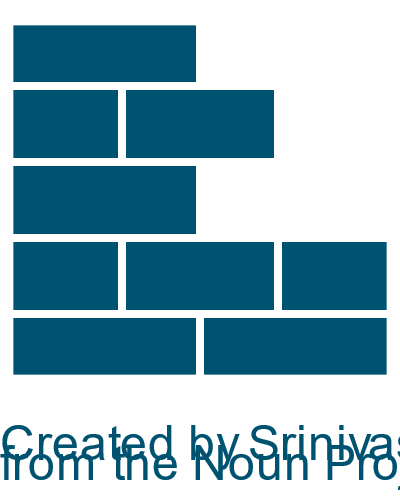 Created by Srinivas
from the Noun Pro